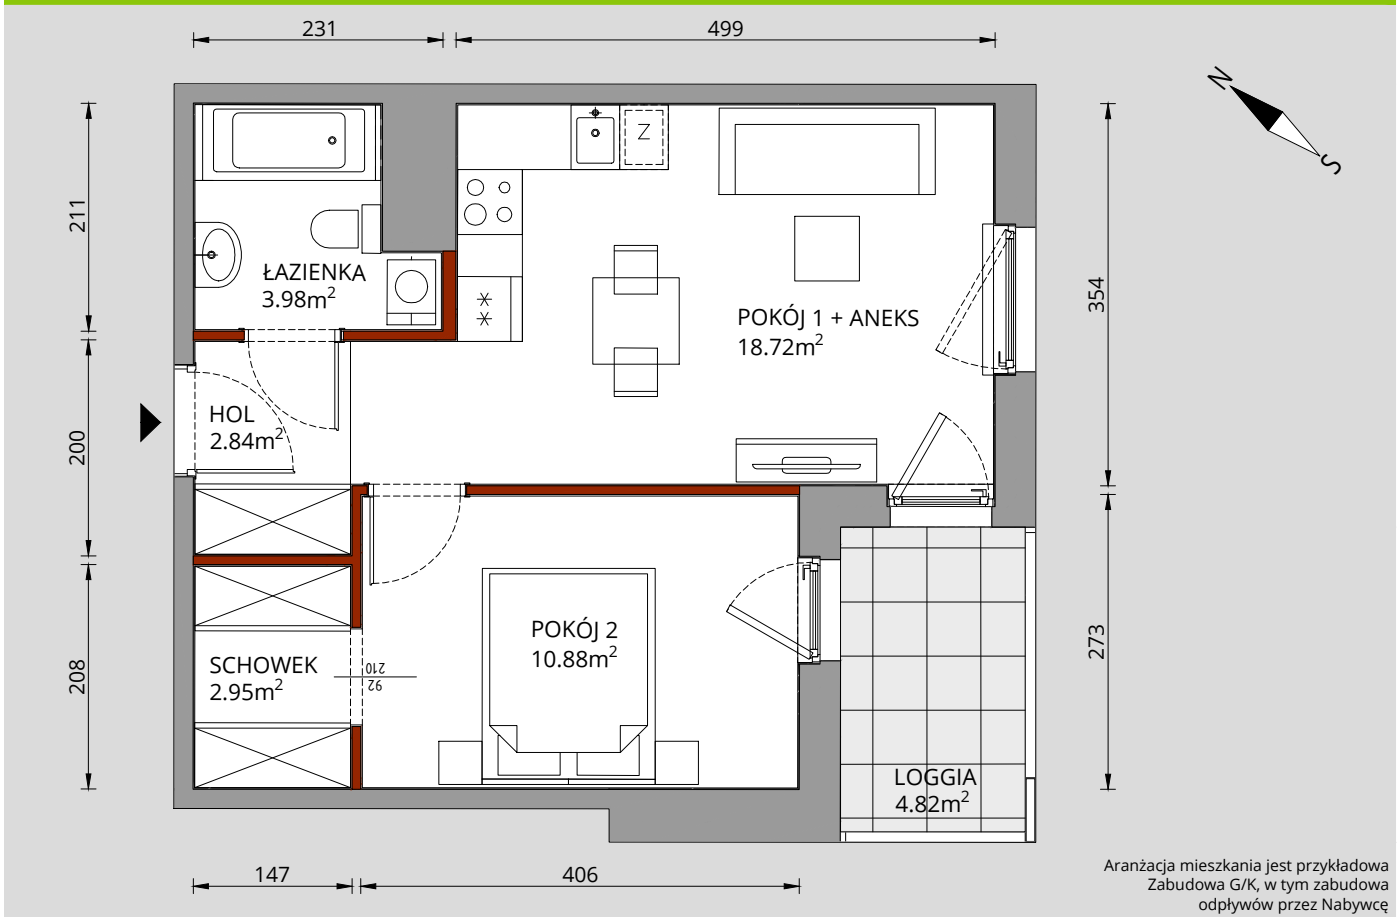 231
499
N
S
Z
211
ŁAZIENKA
3.98m²
**
POKÓJ 1 + ANEKS
18.72m²
354
HOL
2.84m²
200
POKÓJ 2
10.88m²
SCHOWEK
2.95m²
210
92
208
273
LOGGIA
4.82m²
147
406
Aranżacja mieszkania jest przykładowa
Zabudowa G/K, w tym zabudowa
odpływów przez Nabywcę